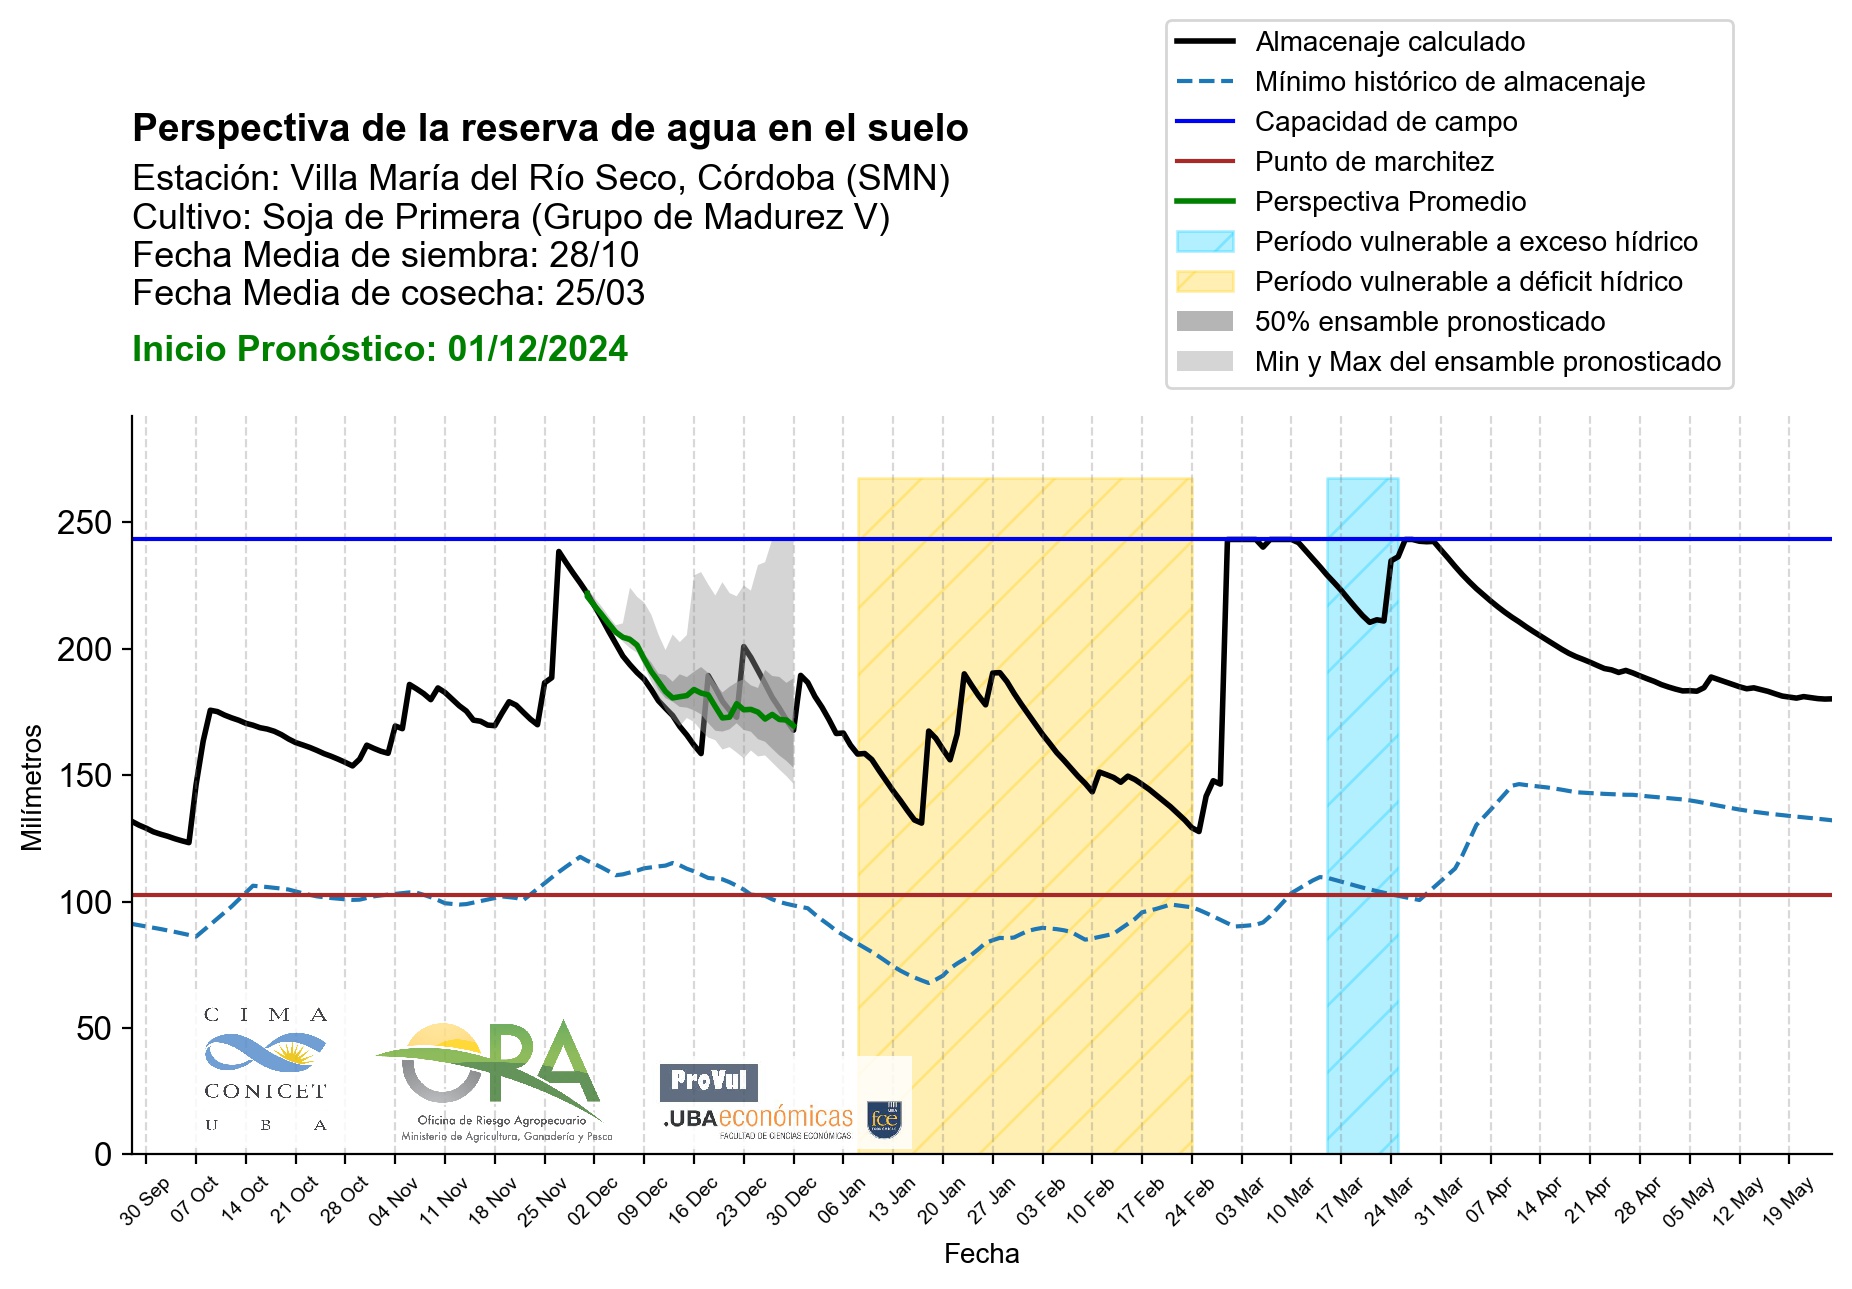 Almacenaje calculado
Mínimo histórico de almacenaje
Capacidad de campo
Punto de marchitez
Perspectiva Promedio
Período vulnerable a exceso hídrico
Período vulnerable a déficit hídrico
50% ensamble pronosticado
Min y Max del ensamble pronosticado
Perspectiva de la reserva de agua en el suelo
Estación: Villa María del Río Seco, Córdoba (SMN)
Cultivo: Soja de Primera (Grupo de Madurez V)
Fecha Media de siembra: 28/10
Fecha Media de cosecha: 25/03
Inicio Pronóstico: 01/12/2024
250
200
150
100
50
0
Milímetros
CIMA
CONICET
UBA
OPA
Oficina de Riesgo Agropecuario
Ministerio de Agricultura, Ganadería y Pesca
ProVul
.UBAeconómicas
FACULTAD DE CIENCIAS ECONÓMICAS
fce
30 Sep
07 Oct
14 Oct
21 Oct
28 Oct
04 Nov
11 Nov
18 Nov
25 Nov
02 Dec
09 Dec
16 Dec
23 Dec
30 Dec
06 Jan
13 Jan
20 Jan
27 Jan
03 Feb
10 Feb
17 Feb
24 Feb
03 Mar
10 Mar
17 Mar
24 Mar
31 Mar
07 Apr
14 Apr
21 Apr
28 Apr
05 May
12 May
19 May
Fecha